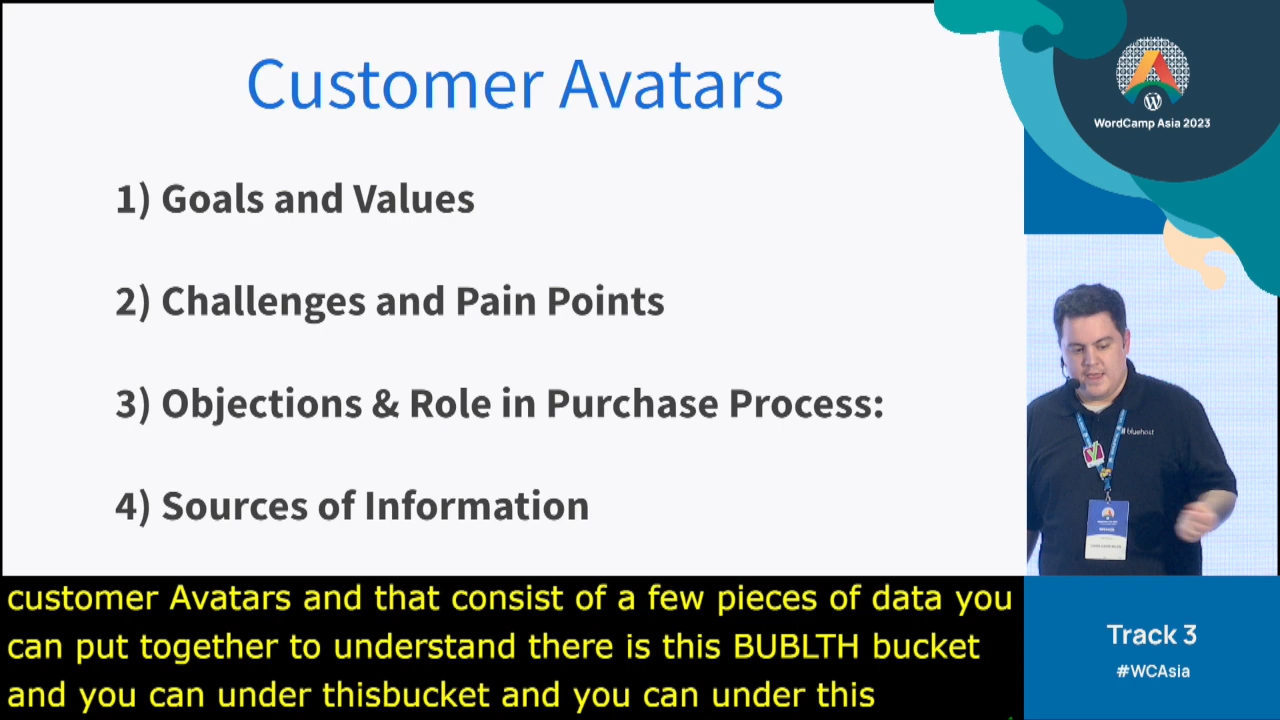 Customer Avatars
1) Goals and Values
2) Challenges and Pain Points
3) Objections & Role in Purchase Process:
4) Sources of Information
customer Avatars and that consist of a few pieces of data you
can put together to understand there is this BUBLTH bucket
and you can under thisbucket and you can under this
WordCamp Asia 2023
bluehost
Track 3
#WCAsia